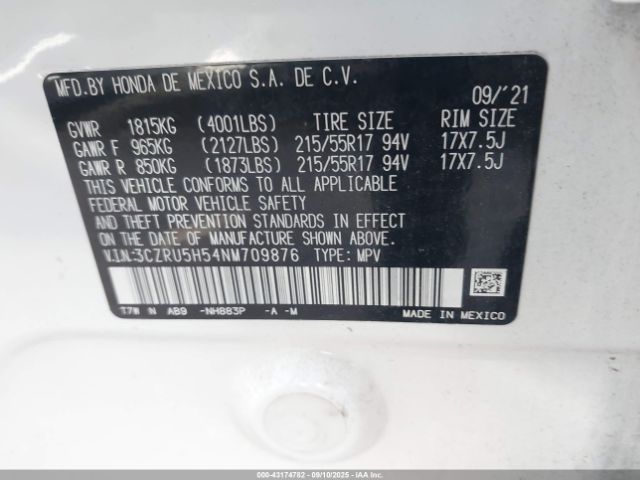 MFD.BY HONDA DE MEXICO S.A. DE C.V.
09/'21
GVWR 1815KG (4001LBS) TIRE SIZE RIM SIZE
GAWR F 965KG (2127LBS) 215/55R17 94V 17X7.5J
GAWR R 850KG (1873LBS) 215/55R17 94V 17X7.5J
THIS VEHICLE CONFORMS TO ALL APPLICABLE
FEDERAL MOTOR VEHICLE SAFETY
AND THEFT PREVENTION STANDARDS IN EFFECT
ON THE DATE OF MANUFACTURE SHOWN ABOVE.
V.I.N:3CZRU5H54NM709876 TYPE: MPV
T7W N AB9 -NH883P -A -M
MADE IN MEXICO
000-43174782 - 09/10/2025 - IAAI.COM